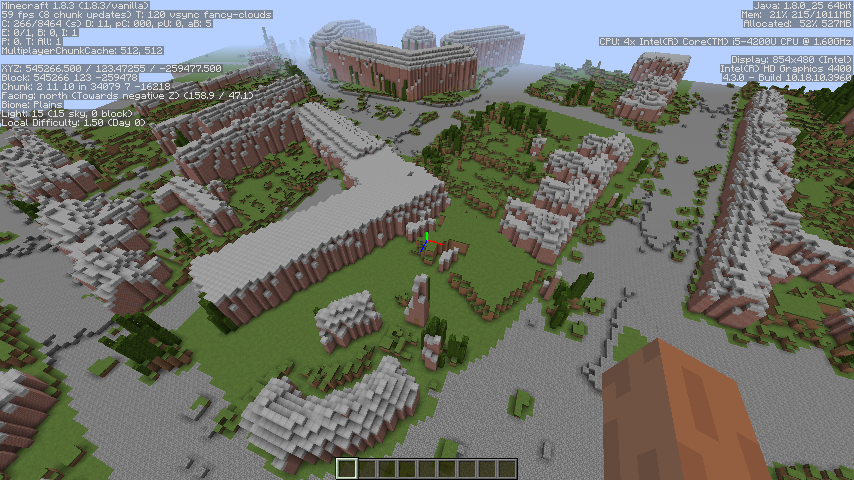 Minecraft 1.8.3 (1.8.3/vanilla)
59 fps (8 chunk updates) T: 120 vsync fancy-clouds
C: 266/8464 (s) D: 11, pC: 000, pU: 0, aB: 5
E: 0/1, B: 0, I: 1
P: 0. T: All: 1
MultiplayerChunkCache: 512, 512
XYZ: 545266.500 / 123.47255 / -259477.500
Block: 545266 123 -259478
Chunk: 2 11 10 in 34079 7 -16218
Facing: north (Towards negative Z) (158.9 / 47.1)
Biome: Plains
Light: 15 (15 sky, 0 block)
Local Difficulty: 1.50 (Day 0)
Java: 1.8.0_25 64bit
Mem: 21% 215/1011MB
Allocated: 52% 527MB
CPU: 4x Intel(R) Core(TM) i5-4200U CPU @ 1.60GHz
Display: 854x480 (Intel)
Intel(R) HD Graphics 4400
4.3.0 - Build 10.18.10.3960